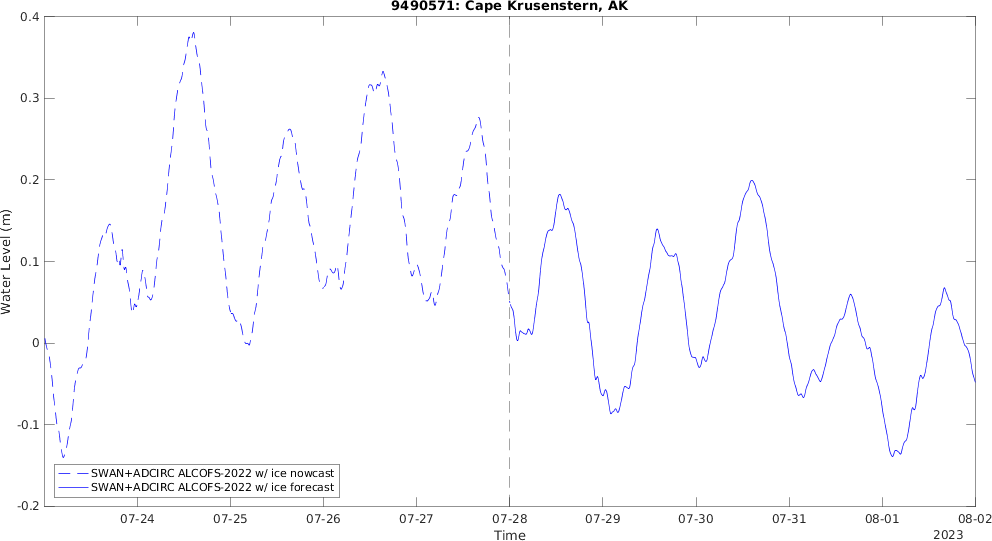 9490571: Cape Krusenstern, AK
0.4
0.3
0.2
0.1
0
-0.1
-0.2
Water Level (m)
SWAN+ADCIRC ALCOFS-2022 w/ ice nowcast
SWAN+ADCIRC ALCOFS-2022 w/ ice forecast
07-24 07-25 07-26 07-27 07-28 07-29 07-30 07-31 08-01 08-02
Time
2023